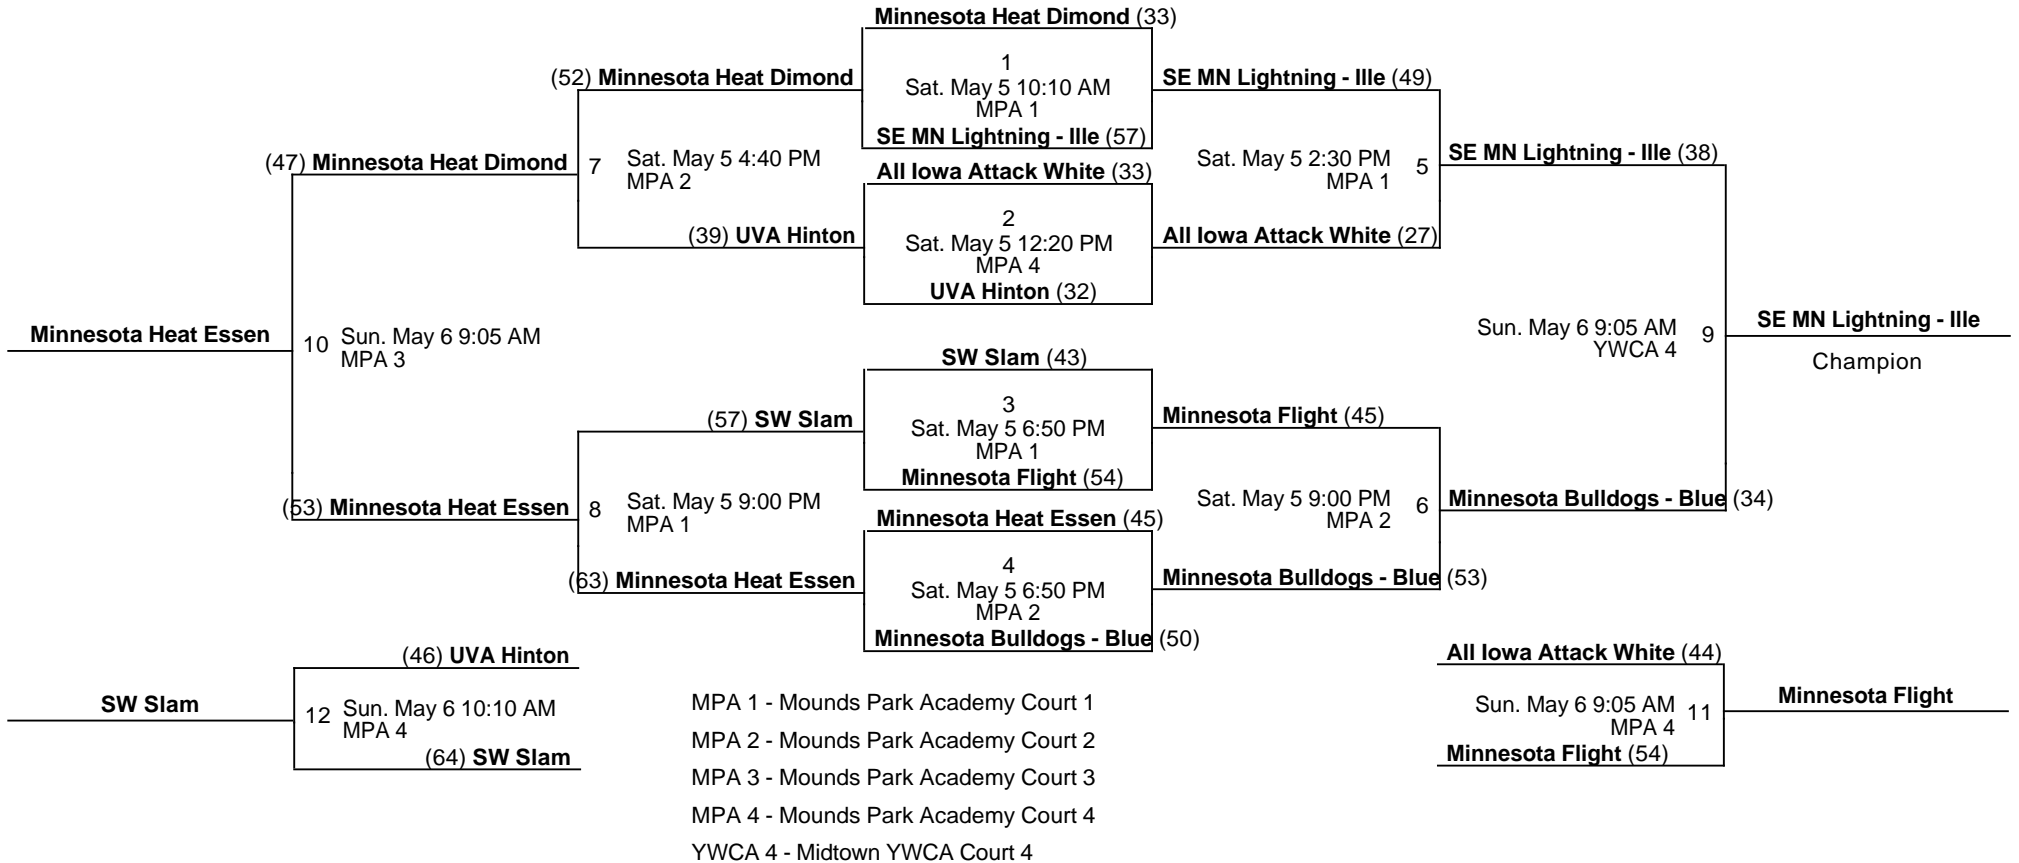 Minnesota Heat Dimond (33)
1
Sat. May 5 10:10 AM
MPA 1
SE MN Lightning - Ille (57)
(52) Minnesota Heat Dimond
SE MN Lightning - Ille (49)
(47) Minnesota Heat Dimond
7
Sat. May 5 4:40 PM
MPA 2
All Iowa Attack White (33)
2
Sat. May 5 12:20 PM
MPA 4
UVA Hinton (32)
Sat. May 5 2:30 PM
MPA 1
5
SE MN Lightning - Ille (38)
(39) UVA Hinton
All Iowa Attack White (27)
Minnesota Heat Essen
10
Sun. May 6 9:05 AM
MPA 3
Sun. May 6 9:05 AM
YWCA 4
9
SE MN Lightning - Ille
Champion
SW Slam (43)
3
Sat. May 5 6:50 PM
MPA 1
Minnesota Flight (54)
(57) SW Slam
Minnesota Flight (45)
(53) Minnesota Heat Essen
8
Sat. May 5 9:00 PM
MPA 1
Minnesota Heat Essen (45)
4
Sat. May 5 6:50 PM
MPA 2
Minnesota Bulldogs - Blue (50)
Sat. May 5 9:00 PM
MPA 2
6
Minnesota Bulldogs - Blue (34)
(63) Minnesota Heat Essen
Minnesota Bulldogs - Blue (53)
(46) UVA Hinton
SW Slam
12
Sun. May 6 10:10 AM
MPA 4
(64) SW Slam
All Iowa Attack White (44)
Sun. May 6 9:05 AM
MPA 4
11
Minnesota Flight
Minnesota Flight (54)
MPA 1 - Mounds Park Academy Court 1
MPA 2 - Mounds Park Academy Court 2
MPA 3 - Mounds Park Academy Court 3
MPA 4 - Mounds Park Academy Court 4
YWCA 4 - Midtown YWCA Court 4